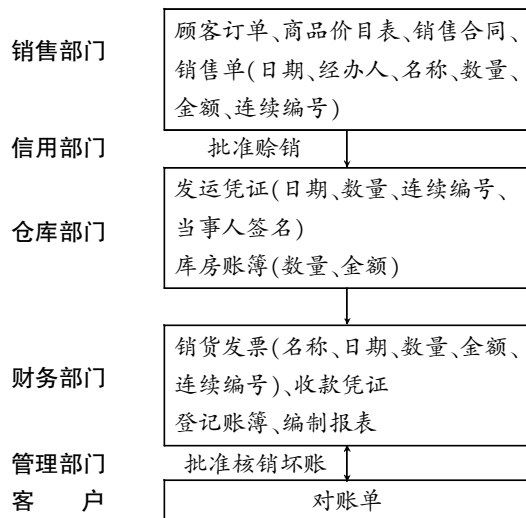 销售部门
顾客订单、商品价目表、销售合同、
销售单(日期、经办人、名称、数量、
金额、连续编号)
信用部门 批准赊销
仓库部门
发运凭证(日期、数量、连续编号、
当事人签名)
库房账簿(数量、金额)
财务部门
销货发票(名称、日期、数量、金额、
连续编号)、收款凭证
登记账簿、编制报表
管理部门 批准核销坏账
客 户 对账单